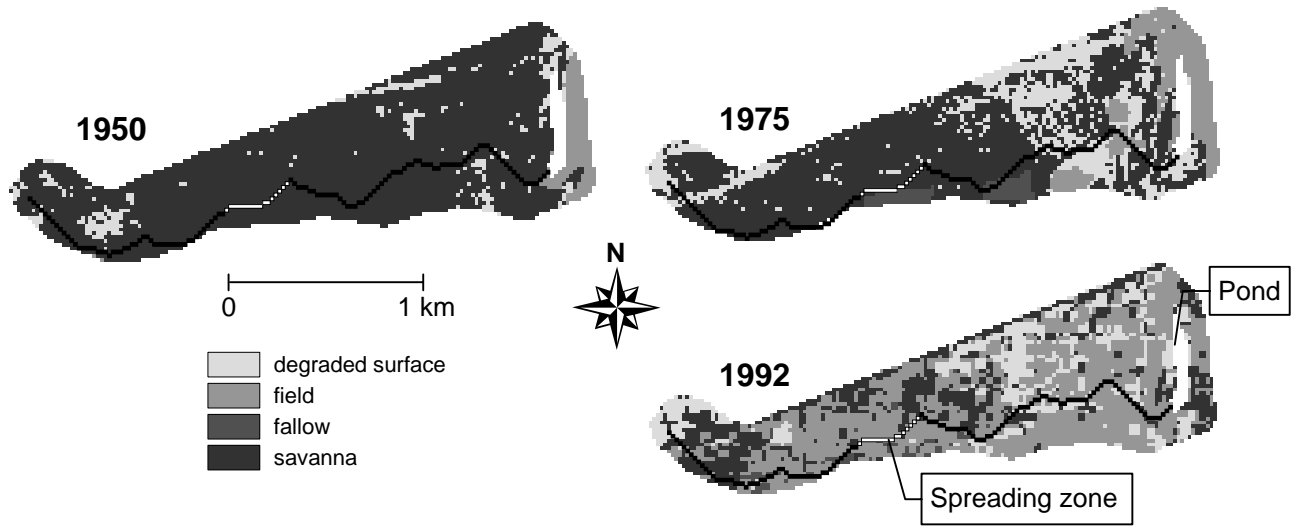 1950
1975
N
0
1 km
Pond
degraded surface
field
fallow
savanna
1992
Spreading zone